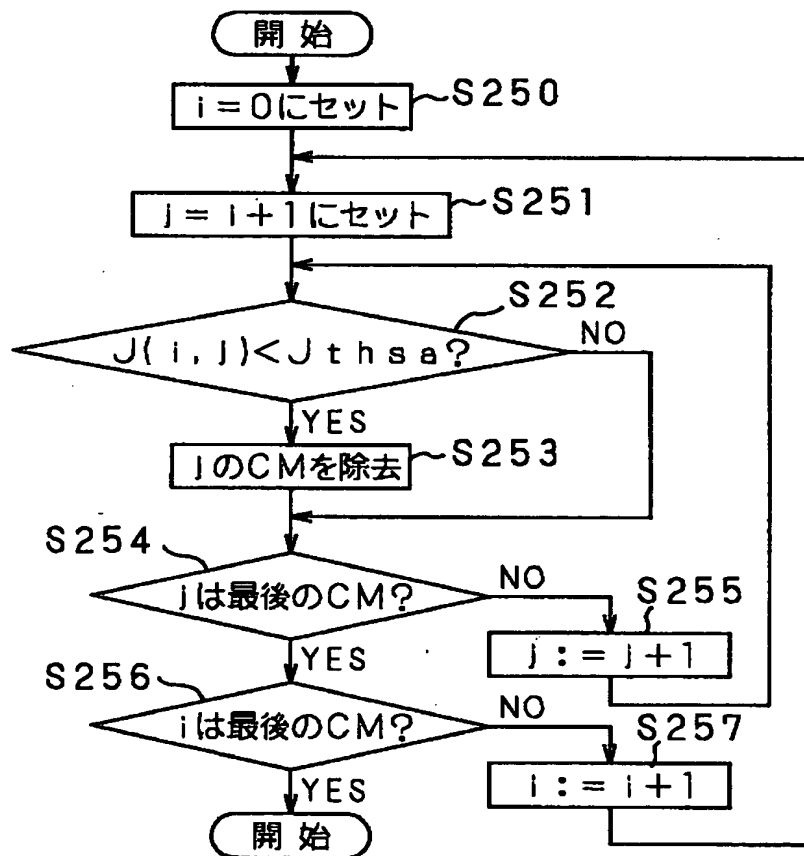 開始
i=0にセット
S250
j=i+1にセット
S251
S252
J(i,j)<Jthsa?
NO
YES
jのCMを除去
S253
S254
jは最後のCM?
NO
S255
j:=j+1
YES
S256
iは最後のCM?
NO
S257
i:=i+1
YES
開始